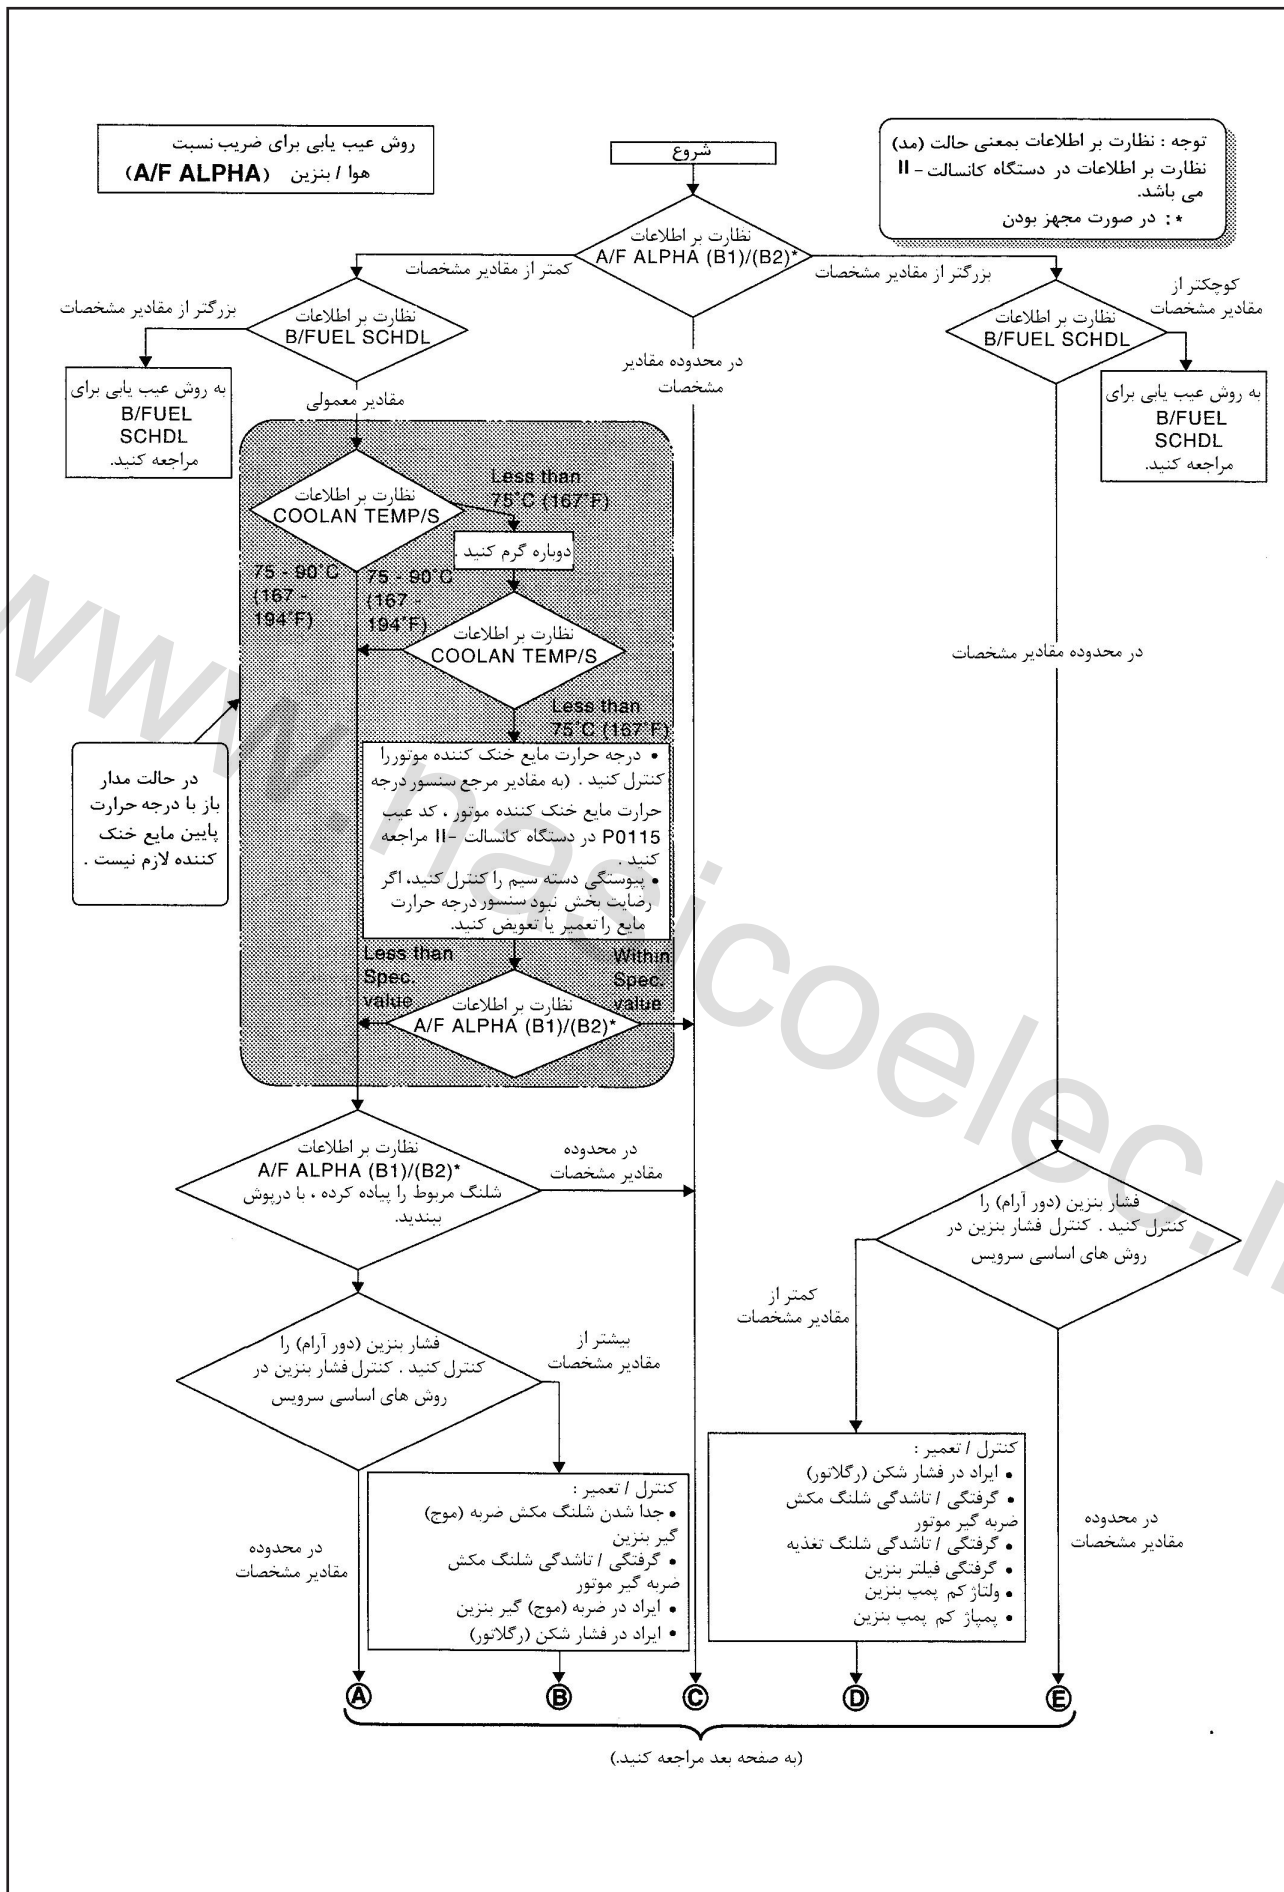 روش عیب یابی برای ضریب نسبت
هوا / بنزین (A/F ALPHA)
شروع
توجه : نظارت بر اطلاعات بمعنی حالت (مد)
نظارت بر اطلاعات در دستگاه کانسالت - II
می باشد.
* : در صورت مجهز بودن
نظارت بر اطلاعات
A/F ALPHA (B1)/(B2)*
کمتر از مقادیر مشخصات
بزرگتر از مقادیر مشخصات
نظارت بر اطلاعات
B/FUEL SCHDL
بزرگتر از مقادیر مشخصات
به روش عیب یابی برای
B/FUEL
SCHDL
مراجعه کنید.
مقادیر معمولی
در محدوده مقادیر
مشخصات
نظارت بر اطلاعات
B/FUEL SCHDL
کوچکتر از
مقادیر مشخصات
به روش عیب یابی برای
B/FUEL
SCHDL
مراجعه کنید.
نظارت بر اطلاعات
COOLAN TEMP/S
Less than
75°C (167°F)
دوباره گرم کنید .
75 - 90°C
(167 -
194°F)
75 - 90°C
(167 -
194°F)
نظارت بر اطلاعات
COOLAN TEMP/S
Less than
75°C (167°F)
در محدوده مقادیر مشخصات
در حالت مدار
باز با درجه حرارت
پایین مایع خنک
کننده لازم نیست .
• درجه حرارت مایع خنک کننده موتور را
کنترل کنید . (به مقادیر مرجع سنسور درجه
حرارت مایع خنک کننده موتور ، کد عیب
P0115 در دستگاه کانسالت -II مراجعه
کنید .
• پیوستگی دسته سیم را کنترل کنید، اگر
رضایت بخش نبود سنسور درجه حرارت
مایع را تعمیر یا تعویض کنید.
Less than
Spec.
value
Within
Spec.
value
نظارت بر اطلاعات
A/F ALPHA (B1)/(B2)*
نظارت بر اطلاعات
A/F ALPHA (B1)/(B2)*
شلنگ مربوط را پیاده کرده ، با درپوش
ببندید.
در محدوده
مقادیر مشخصات
فشار بنزین (دور آرام) را
کنترل کنید . کنترل فشار بنزین در
روش های اساسی سرویس
کمتر از
مقادیر مشخصات
فشار بنزین (دور آرام) را
کنترل کنید . کنترل فشار بنزین در
روش های اساسی سرویس
بیشتر از
مقادیر مشخصات
در محدوده
مقادیر مشخصات
کنترل / تعمیر :
• جدا شدن شلنگ مکش ضربه (موج)
گیر بنزین
• گرفتگی / تاشدگی شلنگ مکش
ضربه گیر موتور
• ایراد در ضربه (موج) گیر بنزین
• ایراد در فشار شکن (رگلاتور)
کنترل / تعمیر :
• ایراد در فشار شکن (رگلاتور)
• گرفتگی / تاشدگی شلنگ مکش
ضربه گیر موتور
• گرفتگی / تاشدگی شلنگ تغذیه
• گرفتگی فیلتر بنزین
• ولتاژ کم پمپ بنزین
• پمپاژ کم پمپ بنزین
در محدوده
مقادیر مشخصات
A B C D E
(به صفحه بعد مراجعه کنید.)